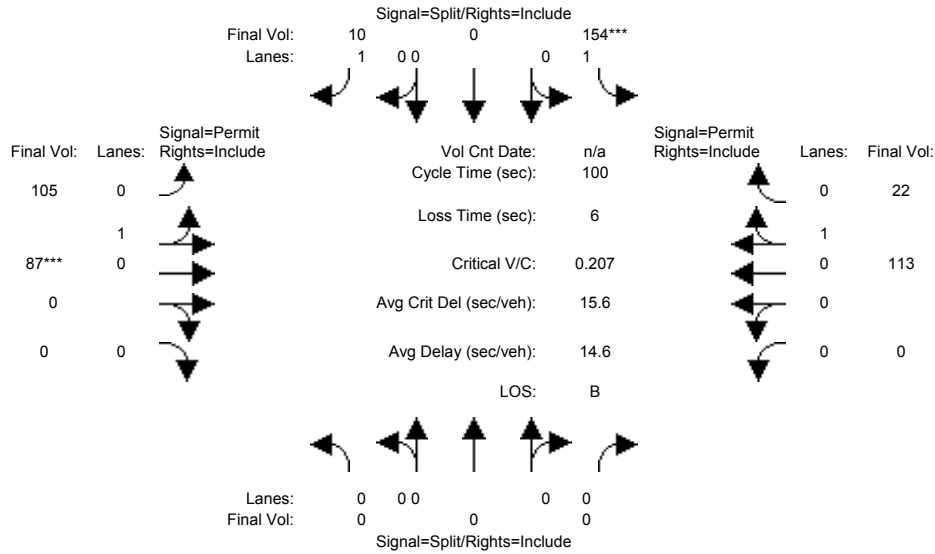 Signal=Split/Rights=Include
Final Vol: 10 0 154***
Lanes: 1 0 0 0 1
Signal=Permit Signal=Permit
Final Vol: Lanes: Rights=Include Vol Cnt Date: n/a Rights=Include Lanes: Final Vol:
Cycle Time (sec): 100
105 0 0 22
Loss Time (sec): 6
1 1
87*** 0 Critical V/C: 0.207 0 113
0 Avg Crit Del (sec/veh): 15.6 0
0 0 Avg Delay (sec/veh): 14.6 0 0
LOS: B
Lanes: 0 0 0 0 0
Final Vol: 0 0 0
Signal=Split/Rights=Include